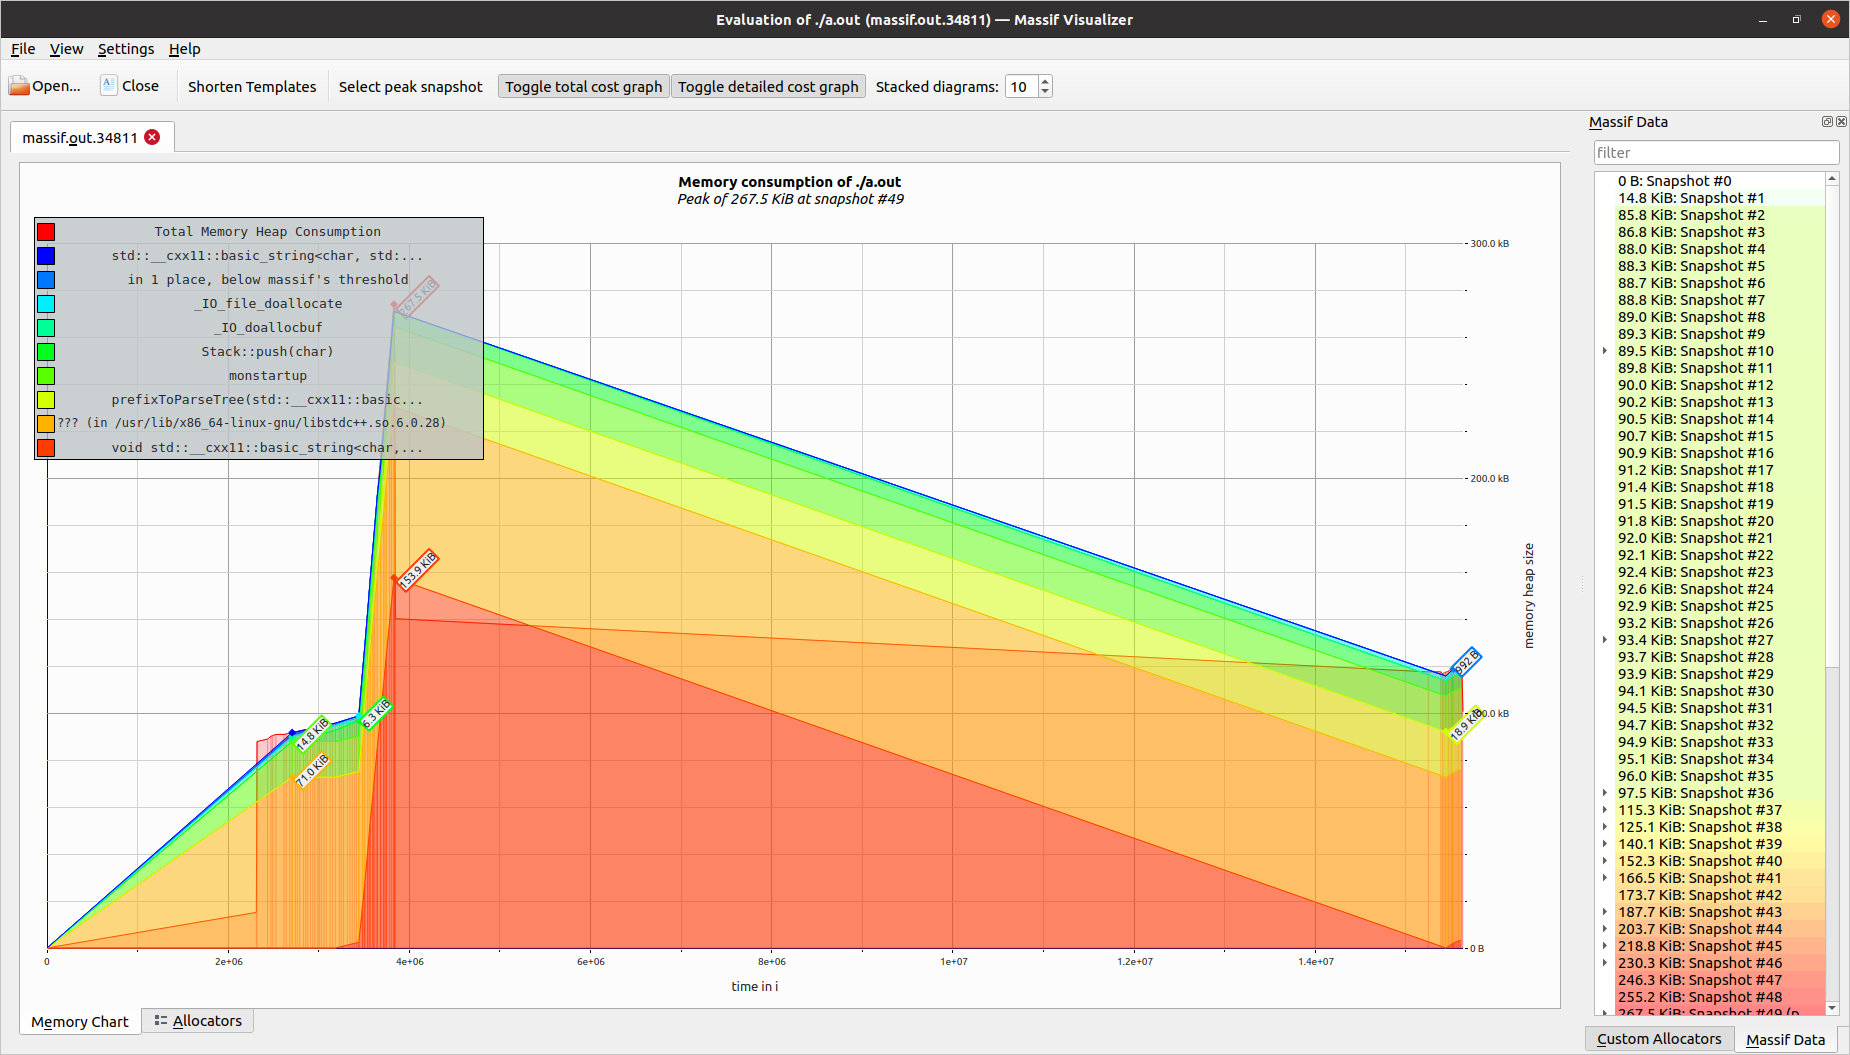 Evaluation of ./a.out (massif.out.34811) — Massif Visualizer
File View Settings Help
Open... Close Shorten Templates Select peak snapshot Toggle total cost graph Toggle detailed cost graph Stacked diagrams: 10
massif.out.34811
Memory consumption of ./a.out
Peak of 267.5 KiB at snapshot #49
Total Memory Heap Consumption
std::__cxx11::basic_string<char, std:...
in 1 place, below massif's threshold
_IO_file_doallocate
_IO_doallocbuf
Stack::push(char)
monstartup
prefixToParseTree(std::__cxx11::basic...
??? (in /usr/lib/x86_64-linux-gnu/libstdc++.so.6.0.28)
void std::__cxx11::basic_string<char,...
267.5 KiB
153.9 KiB
14.8 KiB
71.0 KiB
6.3 KiB
992 B
18.9 KiB
300.0 kB
200.0 kB
100.0 kB
0 B
memory heap size
0 2e+06 4e+06 6e+06 8e+06 1e+07 1.2e+07 1.4e+07
time in i
Memory Chart Allocators
Massif Data
filter
0 B: Snapshot #0
14.8 KiB: Snapshot #1
85.8 KiB: Snapshot #2
86.8 KiB: Snapshot #3
88.0 KiB: Snapshot #4
88.3 KiB: Snapshot #5
88.7 KiB: Snapshot #6
88.8 KiB: Snapshot #7
89.0 KiB: Snapshot #8
89.3 KiB: Snapshot #9
89.5 KiB: Snapshot #10
89.8 KiB: Snapshot #11
90.0 KiB: Snapshot #12
90.2 KiB: Snapshot #13
90.5 KiB: Snapshot #14
90.7 KiB: Snapshot #15
90.9 KiB: Snapshot #16
91.2 KiB: Snapshot #17
91.4 KiB: Snapshot #18
91.5 KiB: Snapshot #19
91.8 KiB: Snapshot #20
92.0 KiB: Snapshot #21
92.1 KiB: Snapshot #22
92.4 KiB: Snapshot #23
92.6 KiB: Snapshot #24
92.9 KiB: Snapshot #25
93.2 KiB: Snapshot #26
93.4 KiB: Snapshot #27
93.7 KiB: Snapshot #28
93.9 KiB: Snapshot #29
94.1 KiB: Snapshot #30
94.5 KiB: Snapshot #31
94.7 KiB: Snapshot #32
94.9 KiB: Snapshot #33
95.1 KiB: Snapshot #34
96.0 KiB: Snapshot #35
97.5 KiB: Snapshot #36
115.3 KiB: Snapshot #37
125.1 KiB: Snapshot #38
140.1 KiB: Snapshot #39
152.3 KiB: Snapshot #40
166.5 KiB: Snapshot #41
173.7 KiB: Snapshot #42
187.7 KiB: Snapshot #43
203.7 KiB: Snapshot #44
218.8 KiB: Snapshot #45
230.3 KiB: Snapshot #46
246.3 KiB: Snapshot #47
255.2 KiB: Snapshot #48
267.5 KiB: Snapshot #49 (p...
Custom Allocators Massif Data